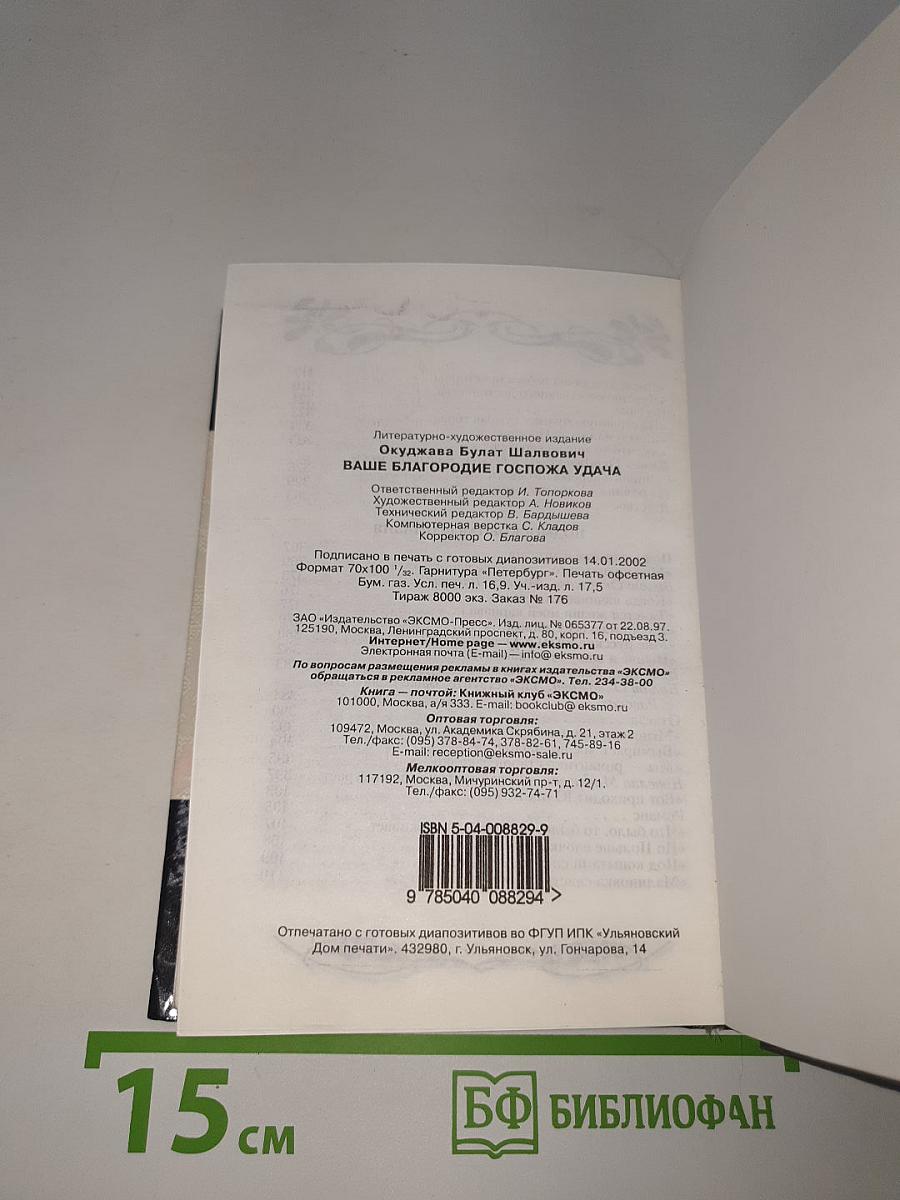 Литературно-художественное издание
Окуджава Булат Шалвович
ВАШЕ БЛАГОРОДИЕ ГОСПОЖА УДАЧА
Ответственный редактор И. Топоркова
Художественный редактор А. Новиков
Технический редактор В. Бардышева
Компьютерная верстка С. Кладов
Корректор О. Благова
Подписано в печать с готовых диапозитивов 14.01.2002
Формат 70х100 1/32. Гарнитура «Петербург». Печать офсетная
Бум. газ. Усл. печ. л. 16,9. Уч.-изд. л. 17,5
Тираж 8000 экз. Заказ № 176
ЗАО «Издательство «ЭКСМО-Пресс». Изд. лиц. № 065377 от 22.08.97.
125190, Москва, Ленинградский проспект, д. 80, корп. 16, подъезд 3.
Интернет/Home page — www.eksmo.ru
Электронная почта (E-mail) — info@ eksmo.ru
По вопросам размещения рекламы в книгах издательства «ЭКСМО»
обращаться в рекламное агентство «ЭКСМО». Тел. 234-38-00
Книга — почтой: Книжный клуб «ЭКСМО»
101000, Москва, а/я 333. E-mail: bookclub@ eksmo.ru
Оптовая торговля:
109472, Москва, ул. Академика Скрябина, д. 21, этаж 2
Тел./факс: (095) 378-84-74, 378-82-61, 745-89-16
E-mail: reception@eksmo-sale.ru
Мелкооптовая торговля:
117192, Москва, Мичуринский пр-т, д. 12/1.
Тел./факс: (095) 932-74-71
ISBN 5-04-008829-9
9 785040 088294 >
Отпечатано с готовых диапозитивов во ФГУП ИПК «Ульяновский
Дом печати». 432980, г. Ульяновск, ул. Гончарова, 14
15 см
БФ БИБЛИОФАН